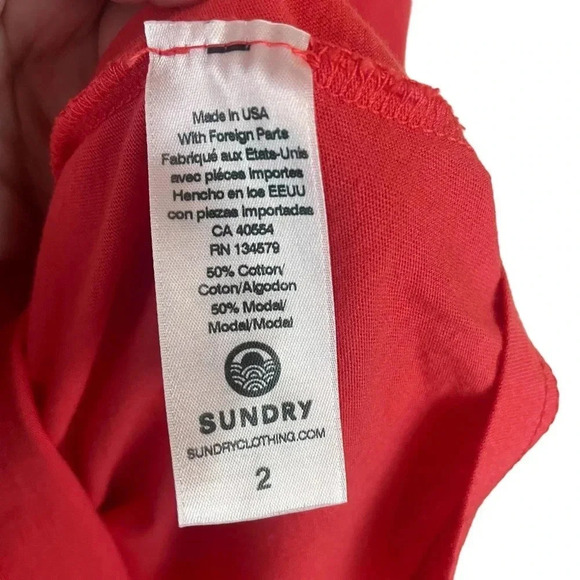 Made in USA
With Foreign Parts
Fabriqué aux Etats-Unis
avec pièces Importes
Hencho en los EEUU
con piezas importadas
CA 40554
RN 134579
50% Cotton/
Coton/Algodon
50% Modal/
Modal/Modal
SUNDRY
SUNDRYCLOTHING.COM
2